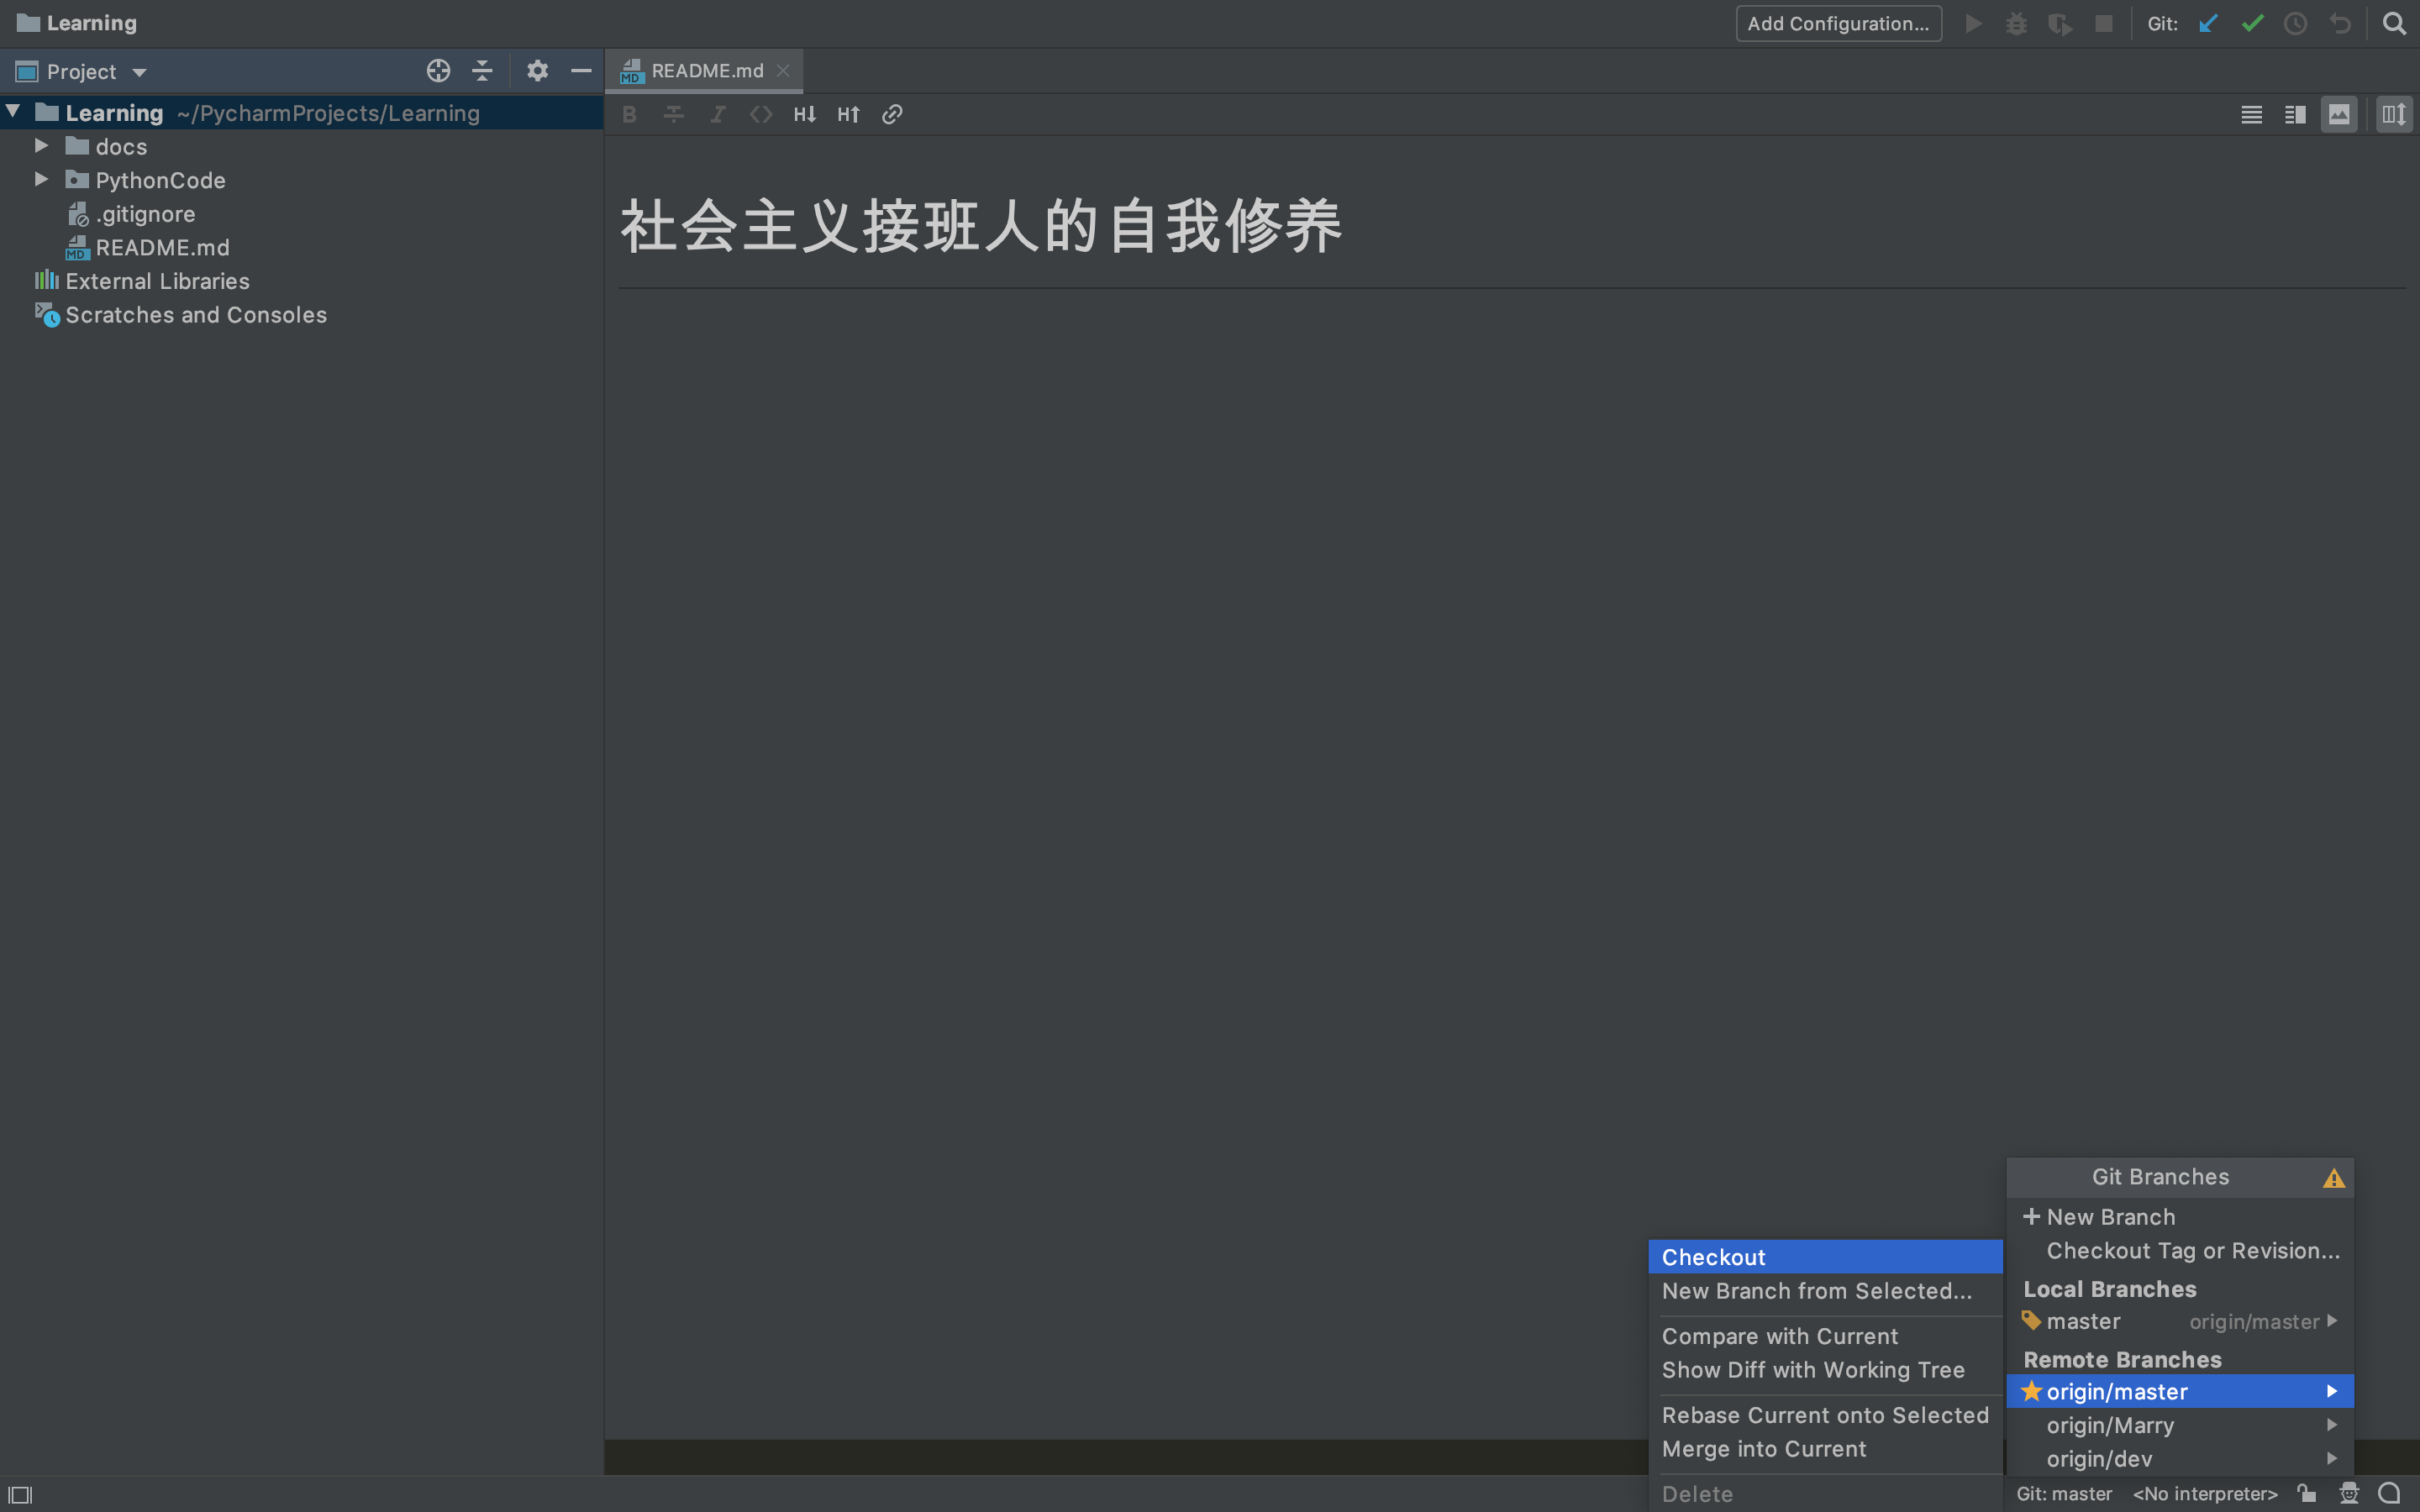 Learning
Add Configuration...
Git:
Project
README.md
Learning ~/PycharmProjects/Learning
B I <> H↓ H↑
docs
PythonCode
.gitignore
MD README.md
External Libraries
Scratches and Consoles
社会主义接班人的自我修养
Git Branches
New Branch
Checkout Tag or Revision...
Local Branches
master origin/master
Remote Branches
origin/master
origin/Marry
origin/dev
Checkout
New Branch from Selected...
Compare with Current
Show Diff with Working Tree
Rebase Current onto Selected
Merge into Current
Delete
Git: master <No interpreter>